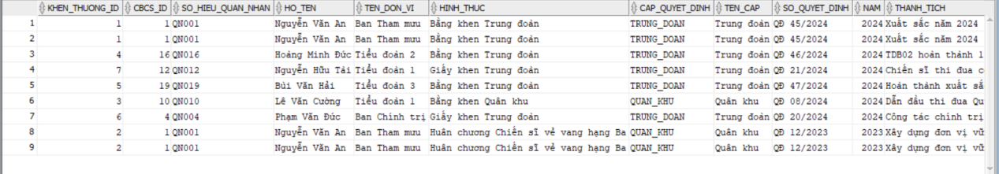 KHEN_THUONG_ID CBCS_ID SO_HIEU_QUAN_NHAN HO_TEN TEN_DON_VI HINH_THUC CAP_QUYET_DINH TEN_CAP SO_QUYET_DINH NAM THANH_TICH
1 1 1 QN001 Nguyễn Văn An Ban Tham mưu Bằng khen Trung đoàn TRUNG_DOAN Trung đoàn QĐ 45/2024 2024 Xuất sắc năm 2024
2 1 1 QN001 Nguyễn Văn An Ban Tham mưu Bằng khen Trung đoàn TRUNG_DOAN Trung đoàn QĐ 45/2024 2024 Xuất sắc năm 2024
3 4 16 QN016 Hoàng Minh Đức Tiểu đoàn 2 Bằng khen Trung đoàn TRUNG_DOAN Trung đoàn QĐ 46/2024 2024 TDB02 hoàn thành
4 7 12 QN012 Nguyễn Hữu Tài Tiểu đoàn 1 Giấy khen Trung đoàn TRUNG_DOAN Trung đoàn QĐ 21/2024 2024 Chiến sĩ thi đua
5 5 19 QN019 Bùi Văn Hải Tiểu đoàn 3 Bằng khen Trung đoàn TRUNG_DOAN Trung đoàn QĐ 47/2024 2024 Hoàn thành xuất
6 3 10 QN010 Lê Văn Cường Tiểu đoàn 1 Bằng khen Quân khu QUAN_KHU Quân khu QĐ 08/2024 2024 Dẫn đầu thi đua
7 6 4 QN004 Phạm Văn Đức Ban Chính trị Giấy khen Trung đoàn TRUNG_DOAN Trung đoàn QĐ 20/2024 2024 Công tác chính trị
8 2 1 QN001 Nguyễn Văn An Ban Tham mưu Huân chương Chiến sĩ vẻ vang hạng Ba QUAN_KHU Quân khu QĐ 12/2023 2023 Xây dựng đơn vị
9 2 1 QN001 Nguyễn Văn An Ban Tham mưu Huân chương Chiến sĩ vẻ vang hạng Ba QUAN_KHU Quân khu QĐ 12/2023 2023 Xây dựng đơn vị